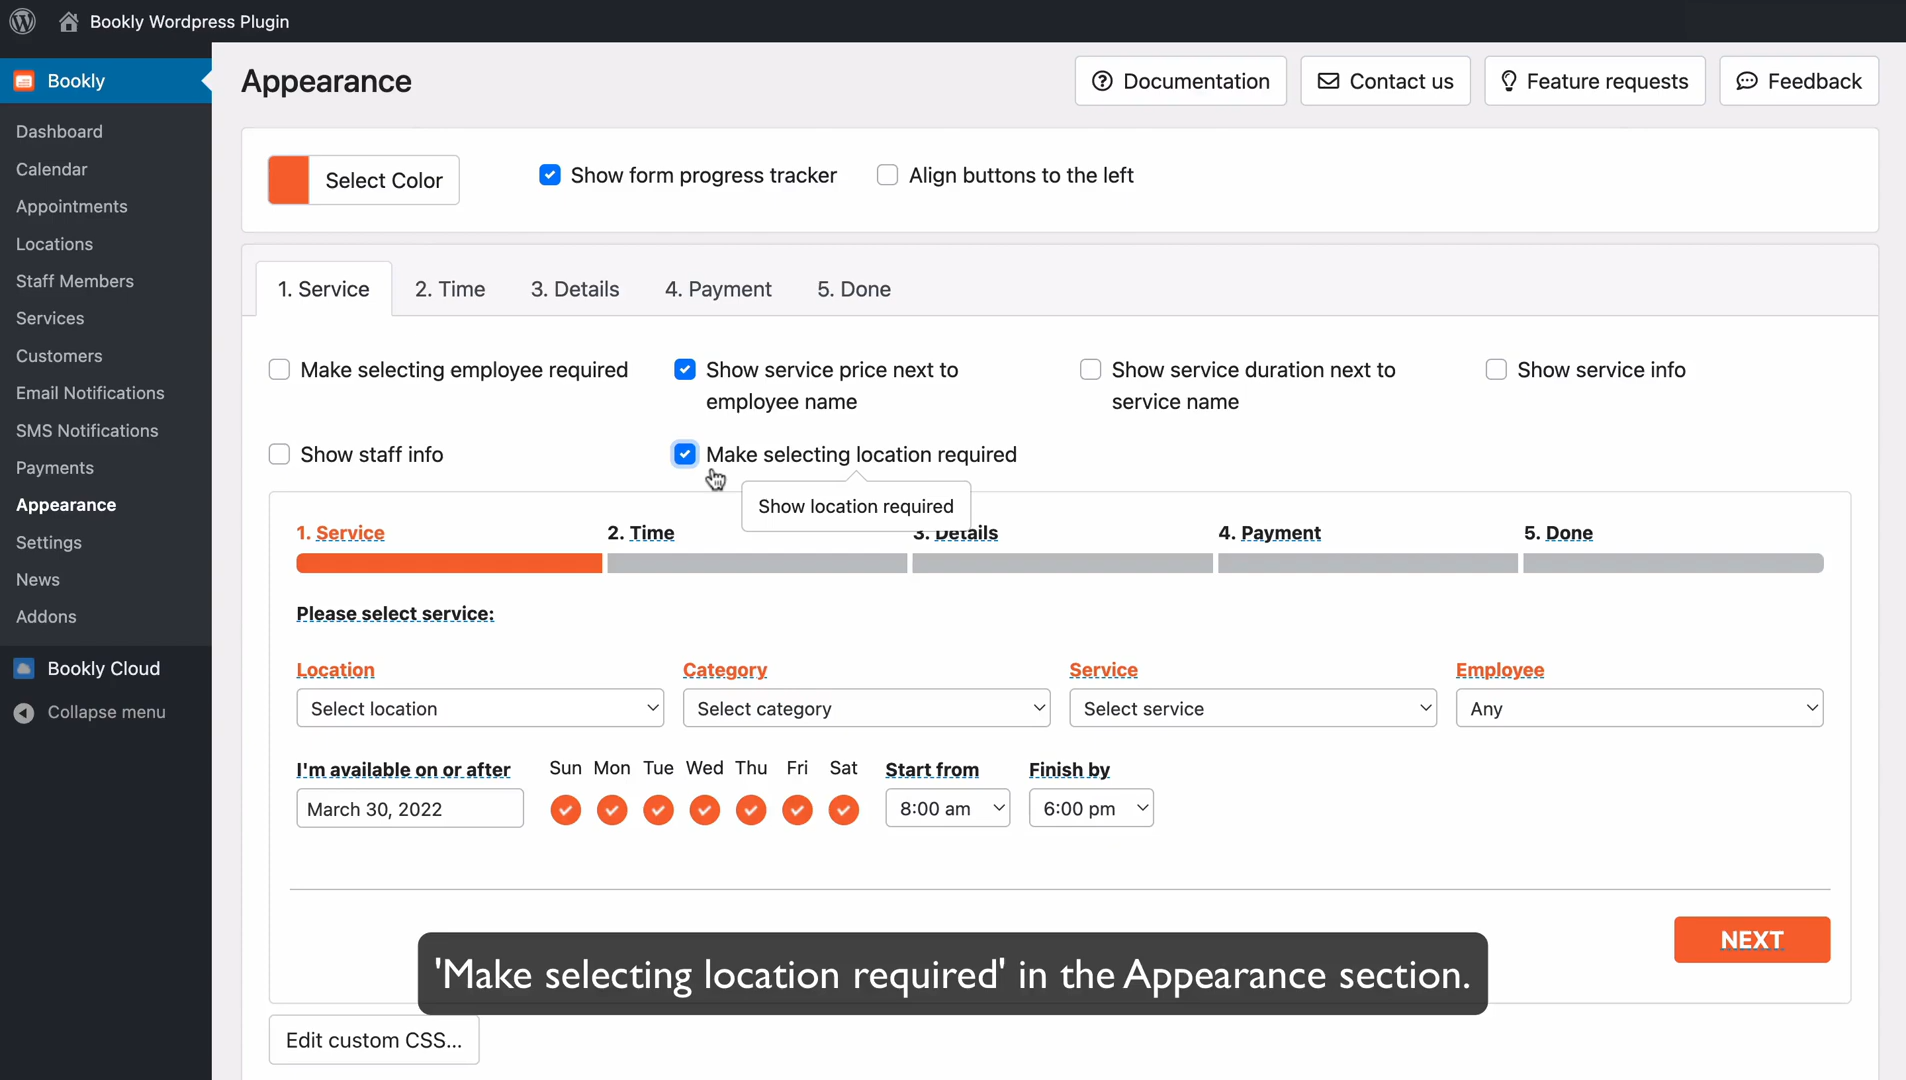 Bookly Wordpress Plugin
Bookly
Dashboard
Calendar
Appointments
Locations
Staff Members
Services
Customers
Email Notifications
SMS Notifications
Payments
Appearance
Settings
News
Addons
Bookly Cloud
Collapse menu
Appearance
Documentation
Contact us
Feature requests
Feedback
Select Color
Show form progress tracker
Align buttons to the left
1. Service
2. Time
3. Details
4. Payment
5. Done
Make selecting employee required
Show service price next to
employee name
Show service duration next to
service name
Show service info
Show staff info
Make selecting location required
Show location required
1. Service
2. Time
3. Details
4. Payment
5. Done
Please select service:
Location
Category
Service
Employee
Select location
Select category
Select service
Any
I'm available on or after
Sun Mon Tue Wed Thu Fri Sat
Start from
Finish by
March 30, 2022
8:00 am
6:00 pm
NEXT
'Make selecting location required' in the Appearance section.
Edit custom CSS...